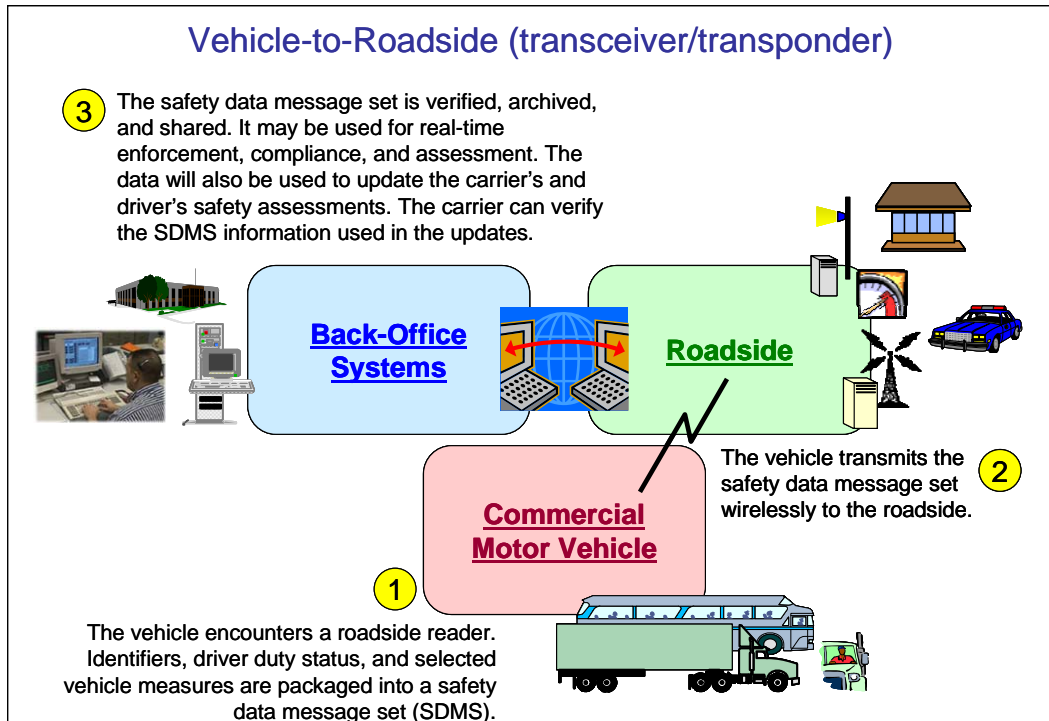 Vehicle-to-Roadside (transceiver/transponder)
3
The safety data message set is verified, archived,
and shared. It may be used for real-time
enforcement, compliance, and assessment. The
data will also be used to update the carrier's and
driver's safety assessments. The carrier can verify
the SDMS information used in the updates.
Back-Office
Systems
Roadside
The vehicle transmits the
safety data message set
wirelessly to the roadside.
2
Commercial
Motor Vehicle
1
The vehicle encounters a roadside reader.
Identifiers, driver duty status, and selected
vehicle measures are packaged into a safety
data message set (SDMS).